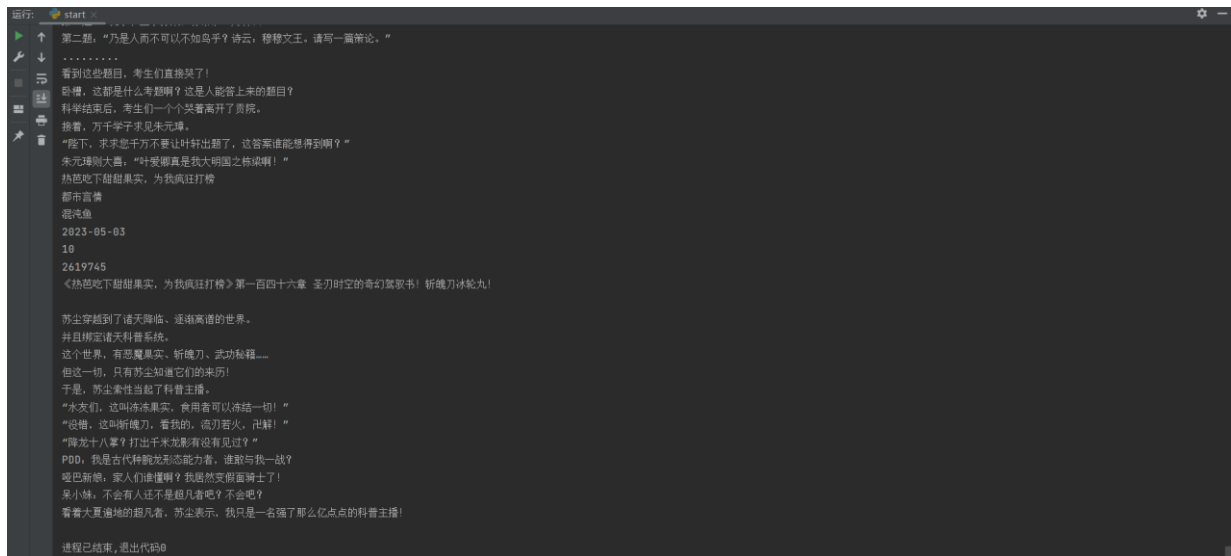 运行: start
第二题：“乃是人而不可以不如鸟乎？诗云：穆穆文王。请写一篇策论。”
.........
看到这些题目，考生们直接哭了！
卧槽，这都是什么考题啊？这是人能答上来的题目？
科举结束后，考生们一个个哭着离开了贡院。
接着，万千学子求见朱元璋。
“陛下，求求您千万不要让叶轩出题了，这答案谁能想得到啊？”
朱元璋则大喜：“叶爱卿真是我大明国之栋梁啊！”
热芭吃下甜甜果实，为我疯狂打榜
都市言情
混沌鱼
2023-05-03
10
2619745
《热芭吃下甜甜果实，为我疯狂打榜》第一百四十六章 圣刃时空的奇幻驾驭书！斩魄刀冰轮丸！
苏尘穿越到了诸天降临、逐渐离谱的世界。
并且绑定诸天科普系统。
这个世界，有恶魔果实、斩魄刀、武功秘籍……
但这一切，只有苏尘知道它们的来历！
于是，苏尘索性当起了科普主播。
“水友们，这叫冻冻果实，食用者可以冻结一切！”
“没错，这叫斩魄刀，看我的，流刃若火，卍解！”
“降龙十八掌？打出千米龙影有没有见过？”
PDD：我是古代种腕龙形态能力者，谁敢与我一战？
哑巴新娘：家人们谁懂啊？我居然变假面骑士了！
呆小妹：不会有人还不是超凡者吧？不会吧？
看着大夏遍地的超凡者，苏尘表示，我只是一名强了那么亿点点的科普主播！
进程已结束,退出代码0